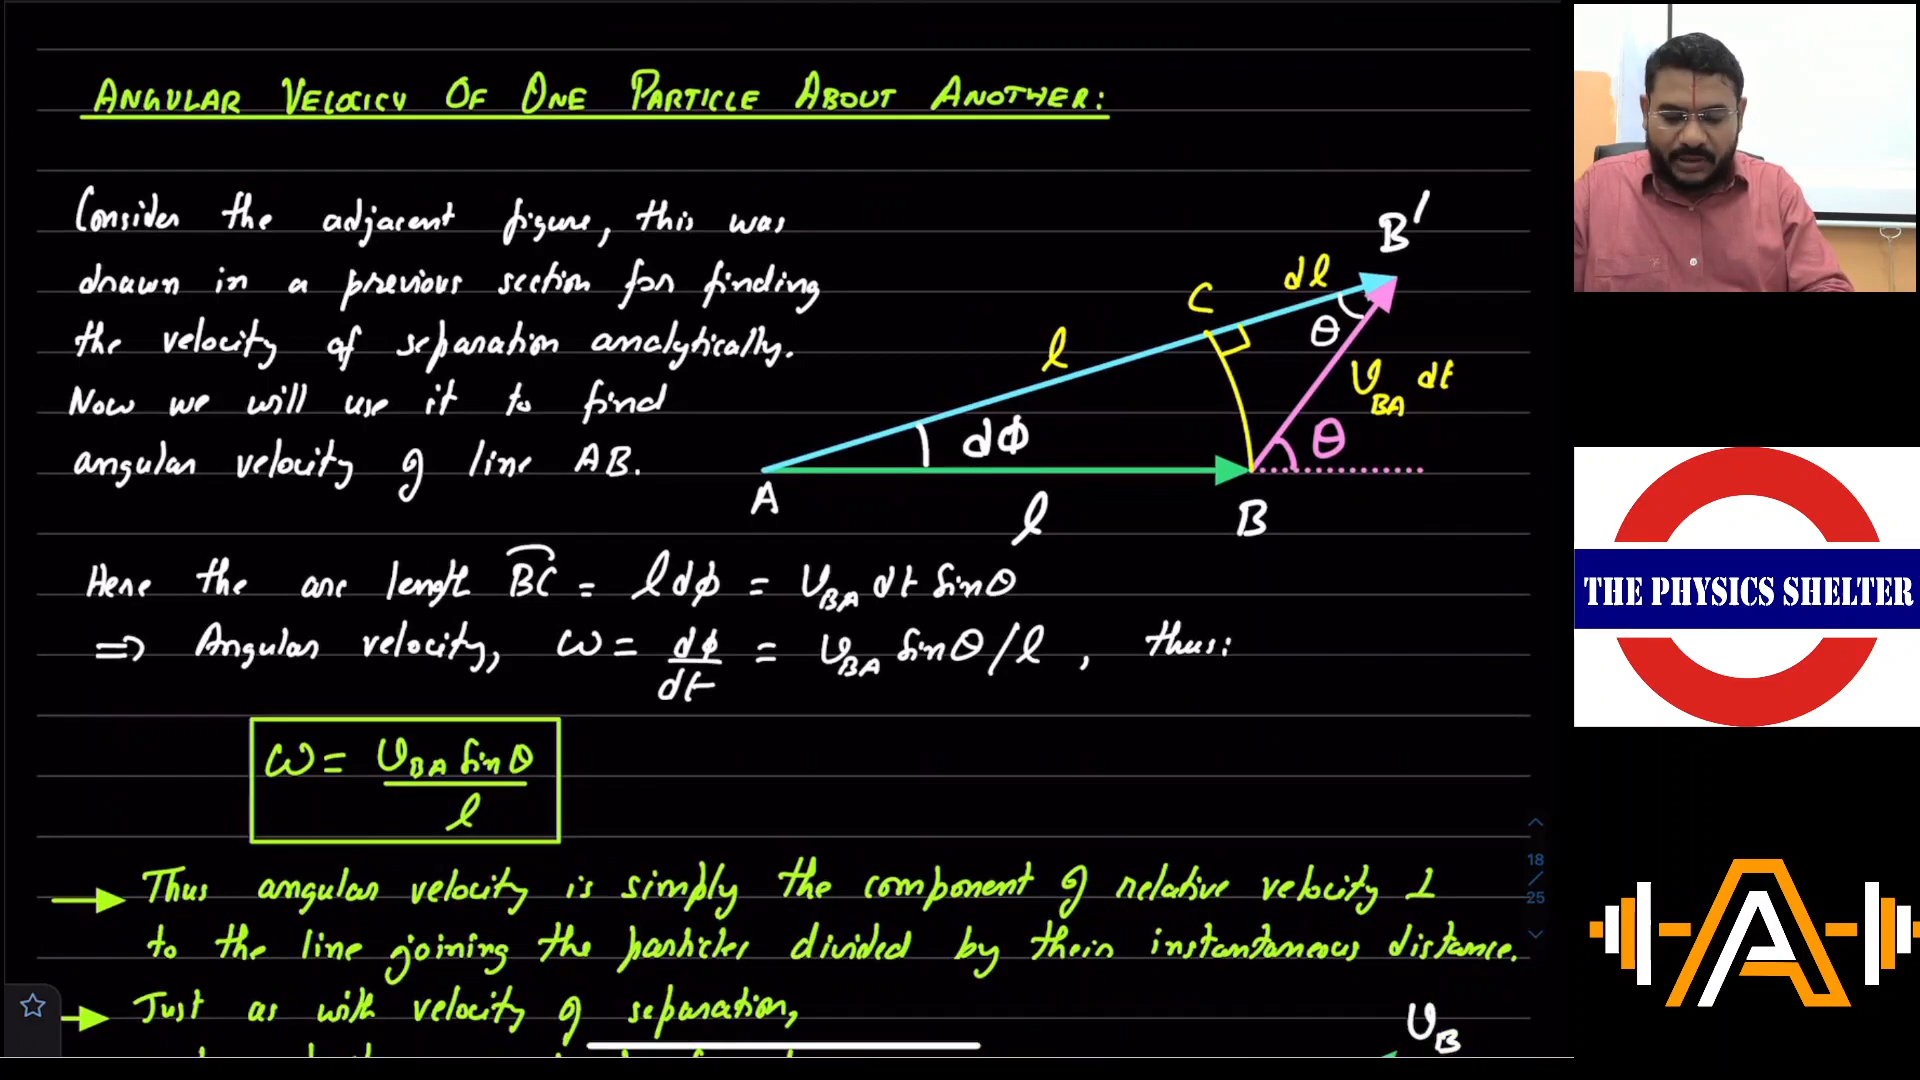 ANGULAR VELOCICY OF ONE PARTICLE ABOUT ANOTHER:
Consider the adjacent figure, this was
drawn in a previous section for finding
the velocity of separation analytically.
Now we will use it to find
angular velocity of line AB.
B'
dl
C
θ
l
V_BA dt
dϕ
θ
A
B
l
Here the arc length BC = l dϕ = V_BA dt Sinθ
⇒ Angular velocity, ω = dϕ/dt = V_BA Sinθ/l , thus:
ω = V_BA Sinθ / l
→ Thus angular velocity is simply the component of relative velocity ⊥
to the line joining the particles divided by their instantaneous distance.
→ Just as with velocity of separation,
V_B
18
/
25
THE PHYSICS SHELTER